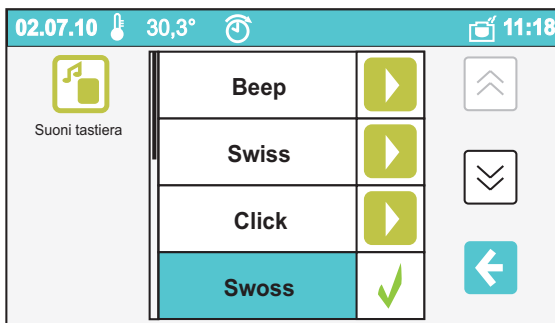 02.07.10 30,3° 11:18
Suoni tastiera
Beep
Swiss
Click
Swoss